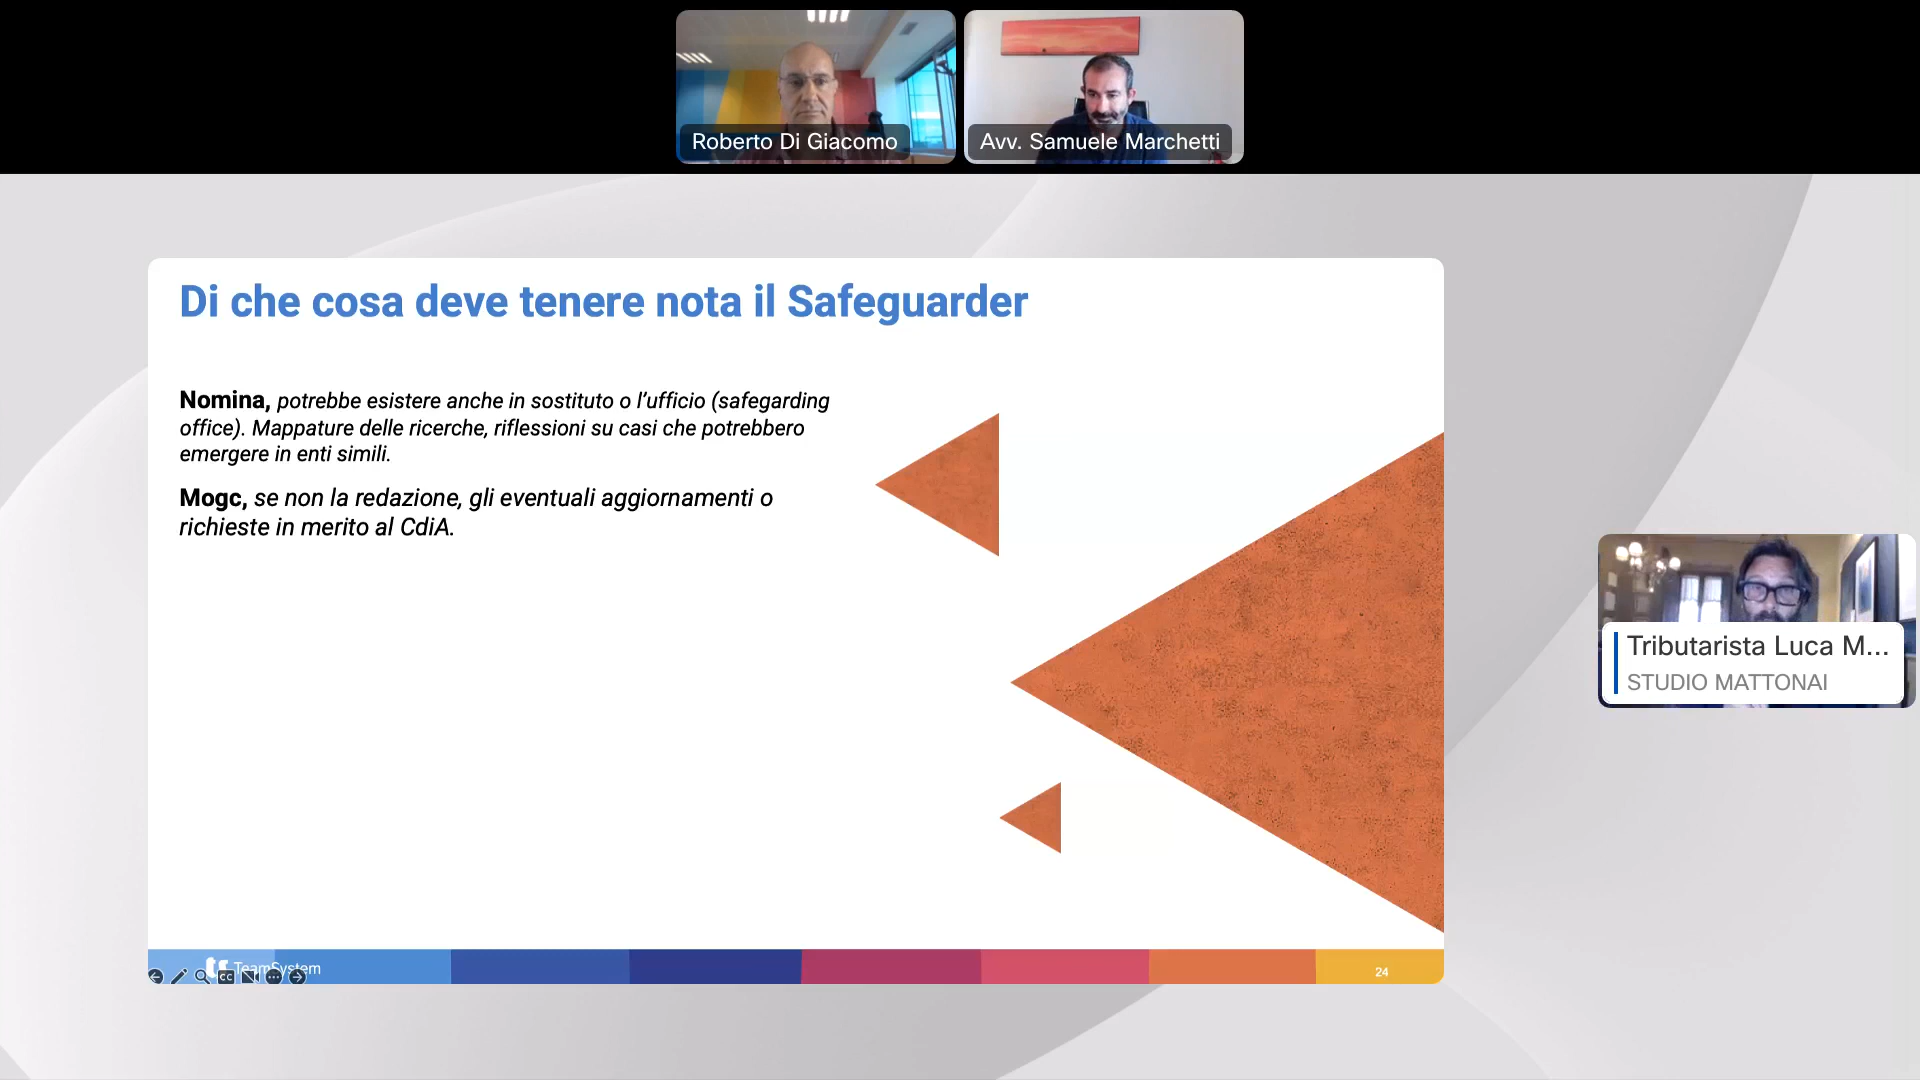 Roberto Di Giacomo
Avv. Samuele Marchetti
Di che cosa deve tenere nota il Safeguarder
Nomina, potrebbe esistere anche in sostituto o l'ufficio (safegarding
office). Mappature delle ricerche, riflessioni su casi che potrebbero
emergere in enti simili.
Mogc, se non la redazione, gli eventuali aggiornamenti o
richieste in merito al CdiA.
Tributarista Luca M...
STUDIO MATTONAI
TeamSystem
CC
24